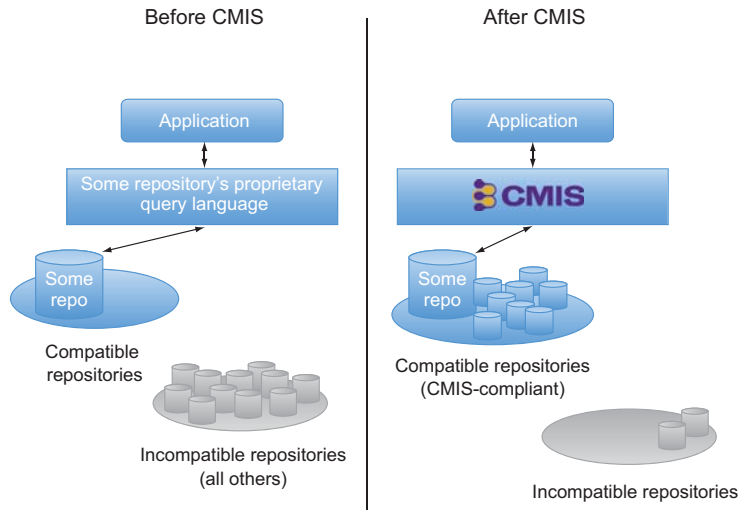 Before CMIS
Application
Some repository's proprietary
query language
Some
repo
Compatible
repositories
Incompatible repositories
(all others)
After CMIS
Application
CMIS
Some
repo
Compatible repositories
(CMIS-compliant)
Incompatible repositories